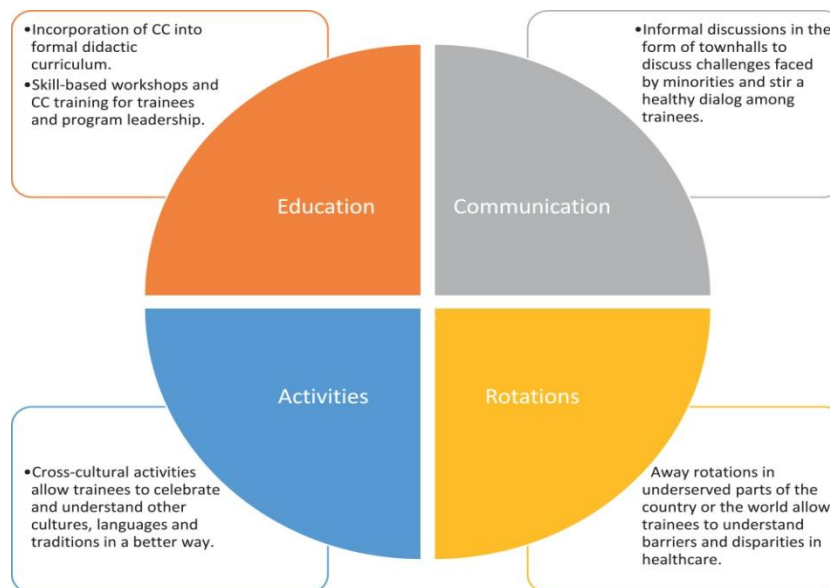 •Incorporation of CC into
formal didactic
curriculum.
•Skill-based workshops and
CC training for trainees
and program leadership.
•Informal discussions in the
form of townhalls to
discuss challenges faced
by minorities and stir a
healthy dialog among
trainees.
Education
Communication
Activities
Rotations
•Cross-cultural activities
allow trainees to celebrate
and understand other
cultures, languages and
traditions in a better way.
Away rotations in
underserved parts of the
country or the world allow
trainees to understand
barriers and disparities in
healthcare.